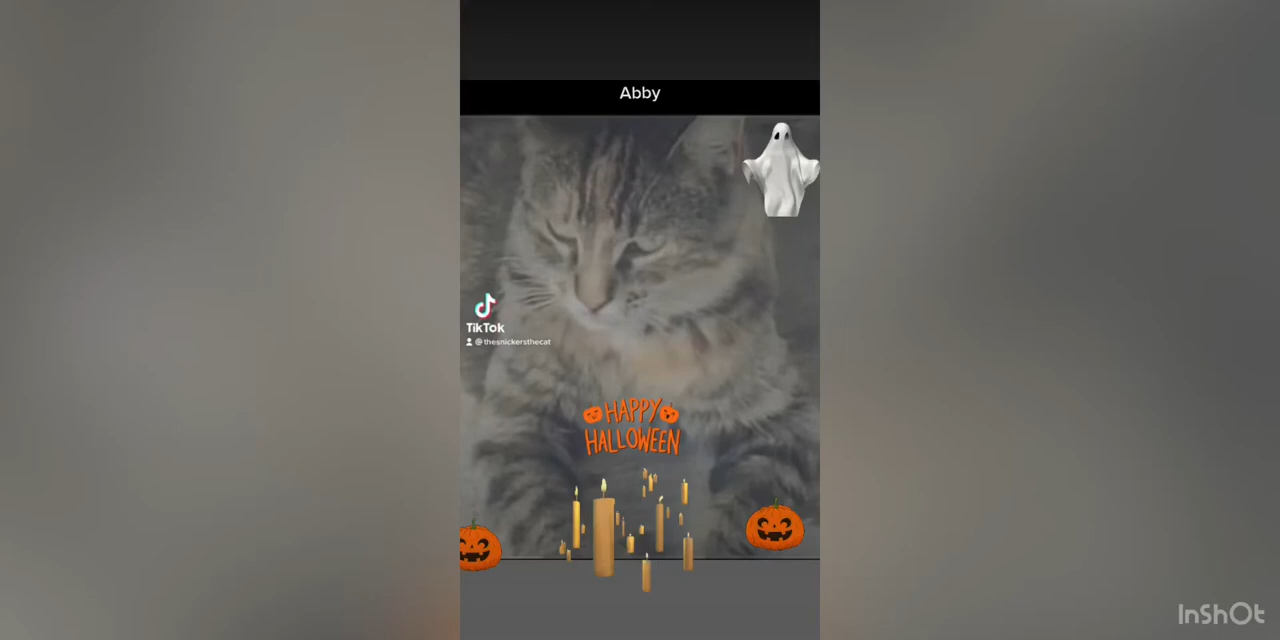 Abby
TikTok
@thesnickersthecat
HAPPY
HALLOWEEN
InShOt